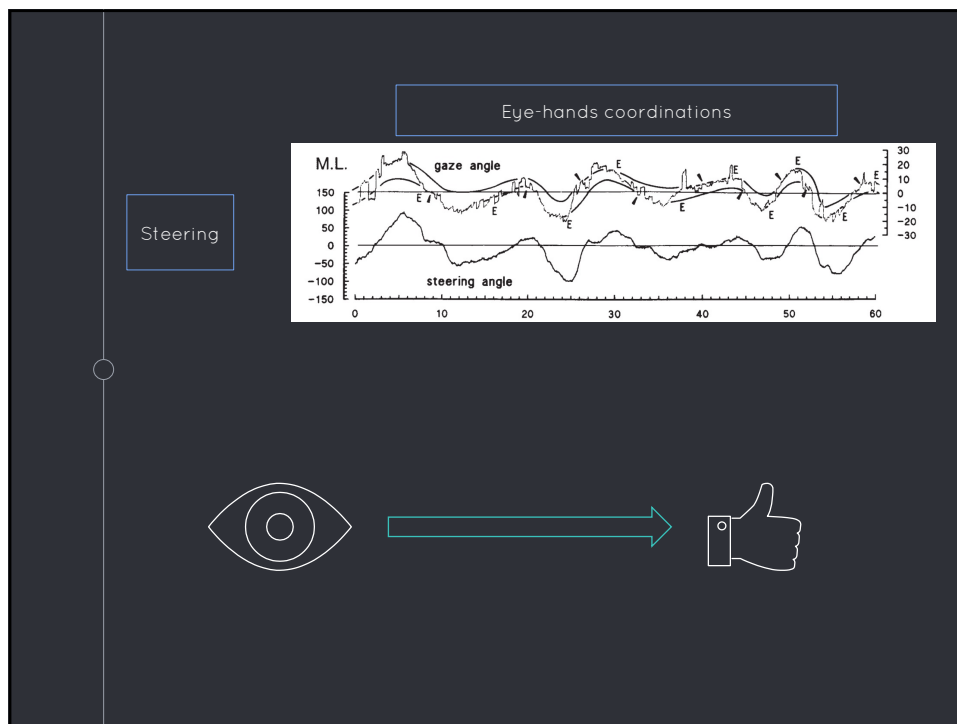 Eye-hands coordinations
Steering
M.L.
gaze angle
E
E
E
E
E
E
E
E
E
E
30
20
10
0
-10
-20
-30
150
100
50
0
-50
-100
-150
steering angle
0
10
20
30
40
50
60